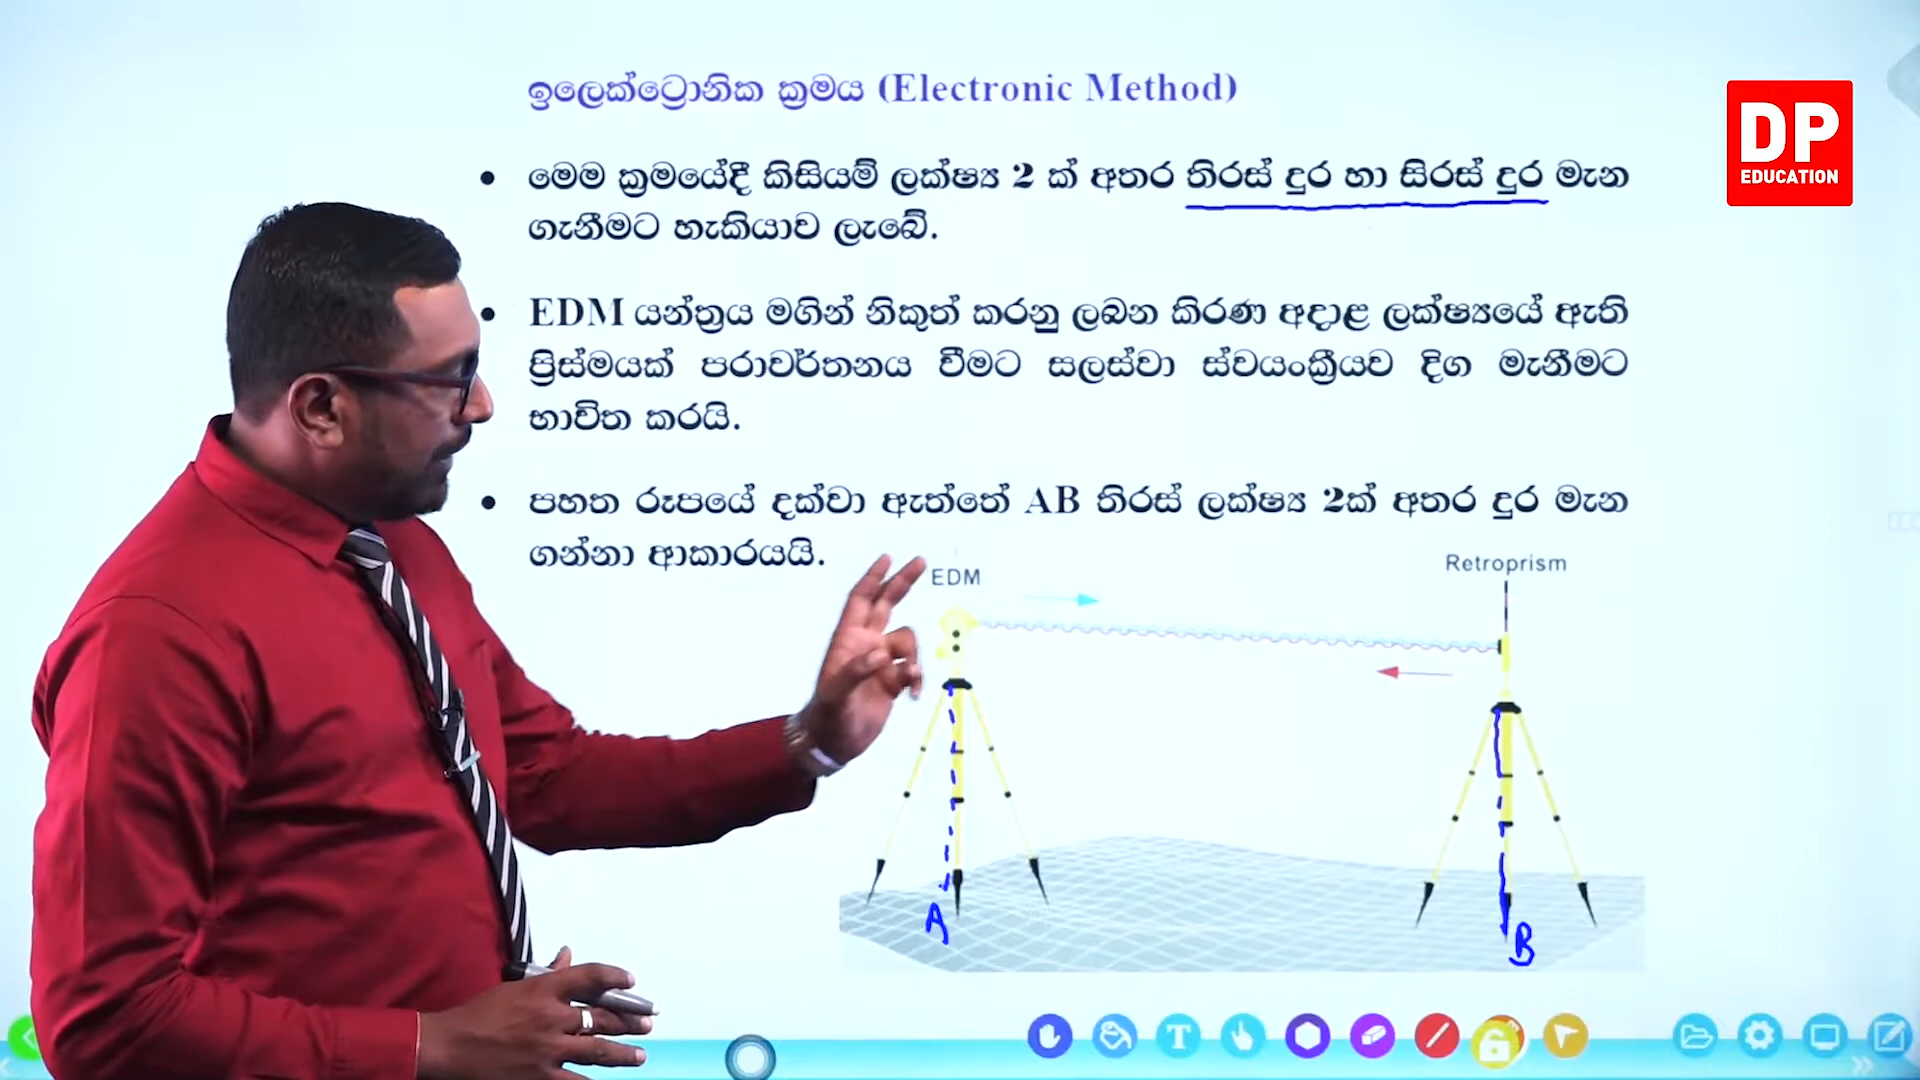 ඉලෙක්ට්‍රොනික ක්‍රමය (Electronic Method)
DP
EDUCATION
• මෙම ක්‍රමයේදී කිසියම් ලක්ෂ්‍ය 2 ක් අතර තිරස් දුර හා සිරස් දුර මැන
ගැනීමට හැකියාව ලැබේ.
• EDM යන්ත්‍රය මගින් නිකුත් කරනු ලබන කිරණ අදාළ ලක්ෂ්‍යයේ ඇති
ප්‍රිස්මයක් පරාවර්තනය වීමට සලස්වා ස්වයංක්‍රීයව දිග මැනීමට
භාවිත කරයි.
• පහත රූපයේ දක්වා ඇත්තේ AB තිරස් ලක්ෂ්‍ය 2ක් අතර දුර මැන
ගන්නා ආකාරයයි.
EDM
Retroprism
A
B
T